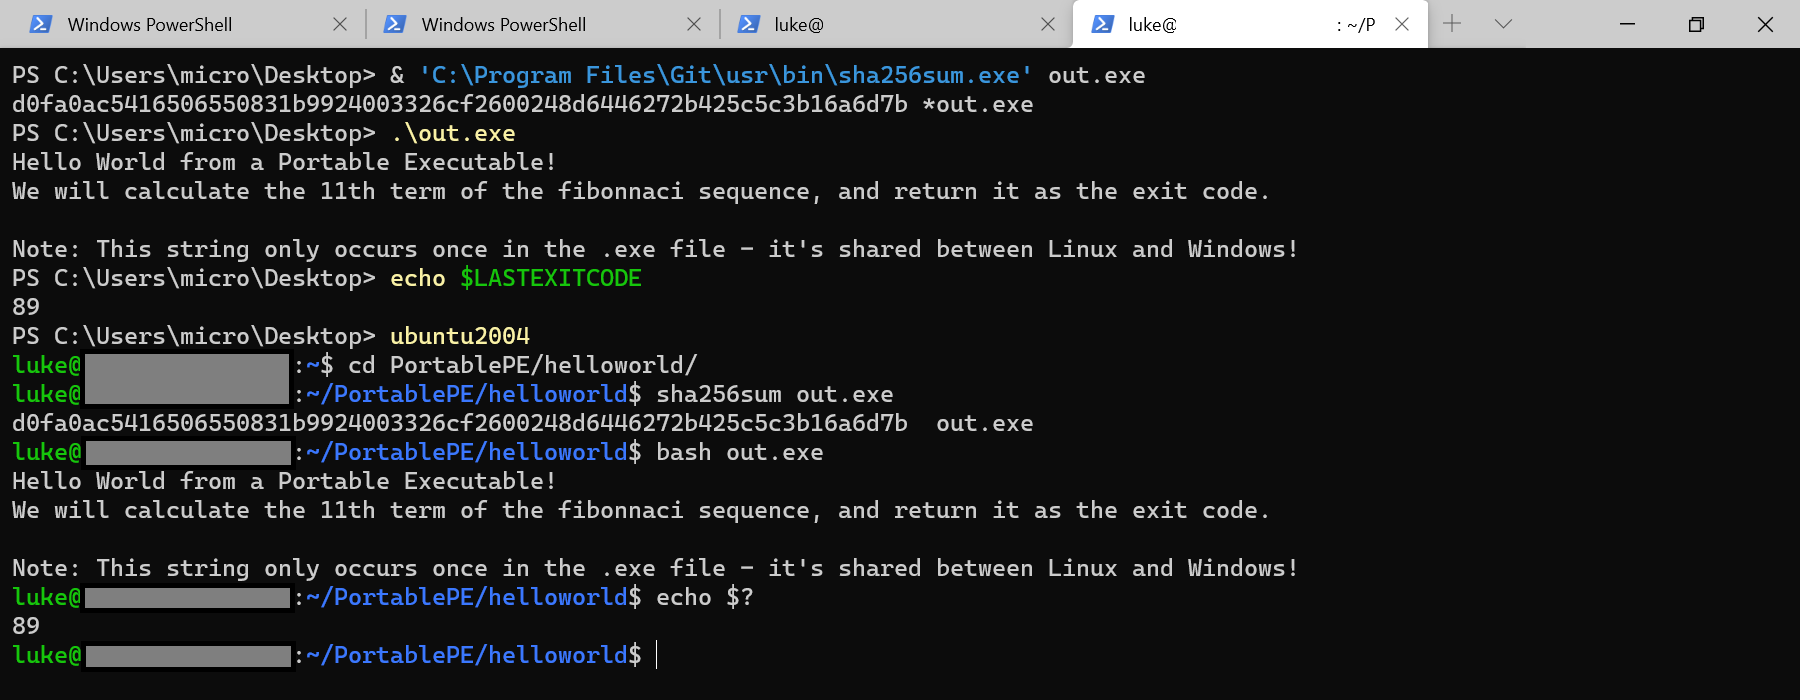 Windows PowerShell
Windows PowerShell
luke@
luke@ : ~/P
PS C:\Users\micro\Desktop> & 'C:\Program Files\Git\usr\bin\sha256sum.exe' out.exe
d0fa0ac5416506550831b9924003326cf2600248d6446272b425c5c3b16a6d7b *out.exe
PS C:\Users\micro\Desktop> .\out.exe
Hello World from a Portable Executable!
We will calculate the 11th term of the fibonnaci sequence, and return it as the exit code.
Note: This string only occurs once in the .exe file - it's shared between Linux and Windows!
PS C:\Users\micro\Desktop> echo $LASTEXITCODE
89
PS C:\Users\micro\Desktop> ubuntu2004
luke@ :~$ cd PortablePE/helloworld/
luke@ :~/PortablePE/helloworld$ sha256sum out.exe
d0fa0ac5416506550831b9924003326cf2600248d6446272b425c5c3b16a6d7b  out.exe
luke@ :~/PortablePE/helloworld$ bash out.exe
Hello World from a Portable Executable!
We will calculate the 11th term of the fibonnaci sequence, and return it as the exit code.
Note: This string only occurs once in the .exe file - it's shared between Linux and Windows!
luke@ :~/PortablePE/helloworld$ echo $?
89
luke@ :~/PortablePE/helloworld$